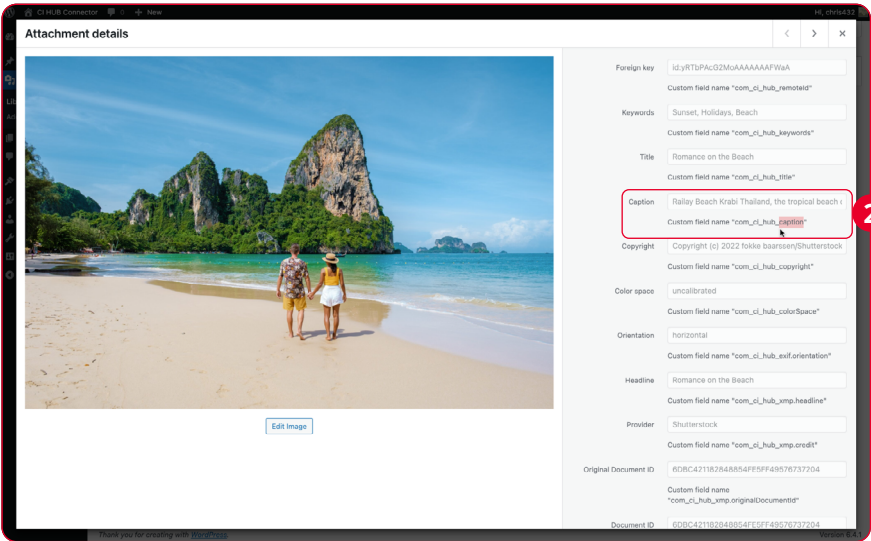 CI HUB Connector 0 + New Hi, chris432
Attachment details
Foreign key id:yRTbPAcG2MoAAAAAAAFWaA
Custom field name "com_ci_hub_remoteId"
Keywords Sunset, Holidays, Beach
Custom field name "com_ci_hub_keywords"
Title Romance on the Beach
Custom field name "com_ci_hub_title"
Lib
Caption Railay Beach Krabi Thailand, the tropical beach
2
Custom field name "com_ci_hub_caption"
Copyright Copyright (c) 2022 fokke baarssen/Shutterstock
Custom field name "com_ci_hub_copyright"
Color space uncalibrated
Custom field name "com_ci_hub_colorSpace"
Orientation horizontal
Custom field name "com_ci_hub_exif.orientation"
Headline Romance on the Beach
Custom field name "com_ci_hub_xmp.headline"
Edit Image
Provider Shutterstock
Custom field name "com_ci_hub_xmp.credit"
Original Document ID 6DBC421182848854FE5FF49576737204
Custom field name
"com_ci_hub_xmp.originalDocumentId"
Document ID 6DBC421182848854FE5FF49576737204
Thank you for creating with WordPress. Version 6.4.1